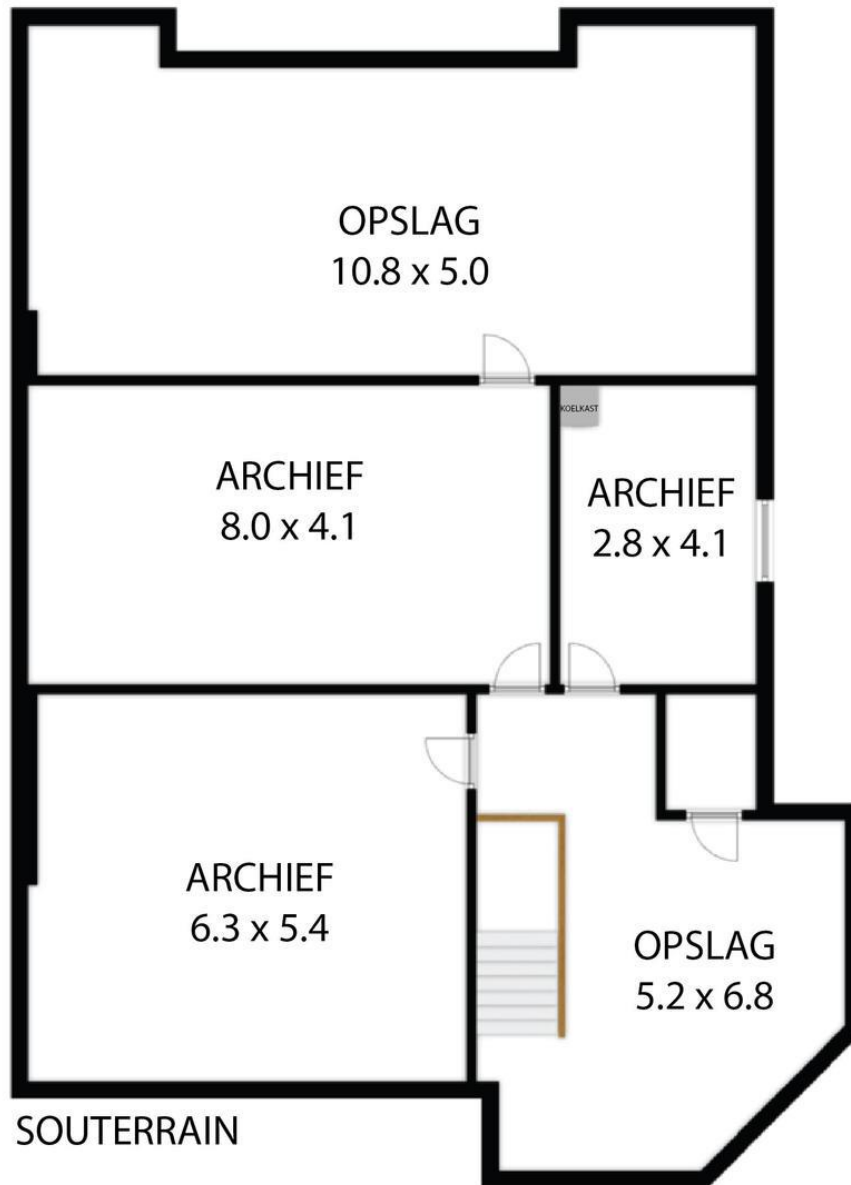 OPSLAG
10.8 x 5.0
KOELKAST
ARCHIEF
8.0 x 4.1
ARCHIEF
2.8 x 4.1
ARCHIEF
6.3 x 5.4
OPSLAG
5.2 x 6.8
SOUTERRAIN